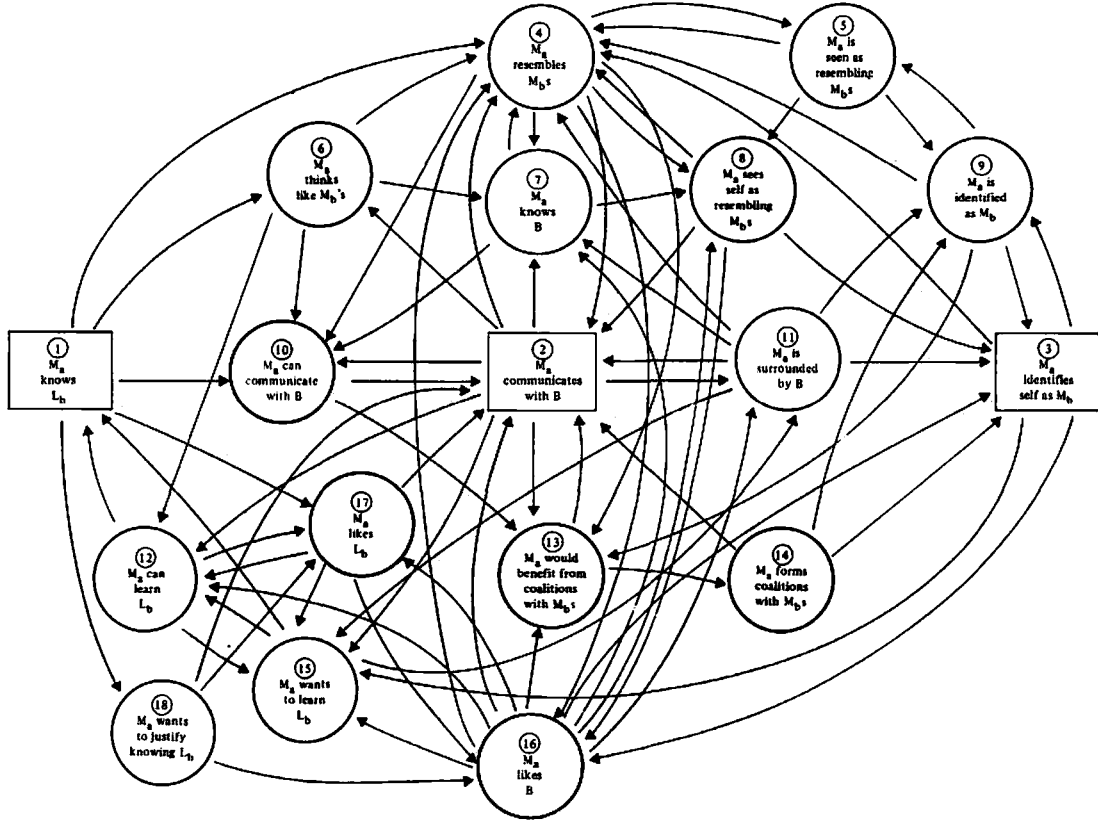 4
Ma
resembles
Mbs
5
Ma is
seen as
resembling
Mbs
6
Ma
thinks
like Mb's
7
Ma
knows
B
8
Ma sees
self as
resembling
Mbs
9
Ma is
identified
as Mb
1
Ma
knows
Lb
10
Ma can
communicate
with B
2
Ma
communicates
with B
11
Ma is
surrounded
by B
3
Ma
identifies
self as Mb
12
Ma can
learn
Lb
17
Ma
likes
Lb
13
Ma would
benefit from
coalitions
with Mbs
14
Ma forms
coalitions
with Mbs
15
Ma wants
to learn
Lb
18
Ma wants
to justify
knowing Lb
16
Ma
likes
B